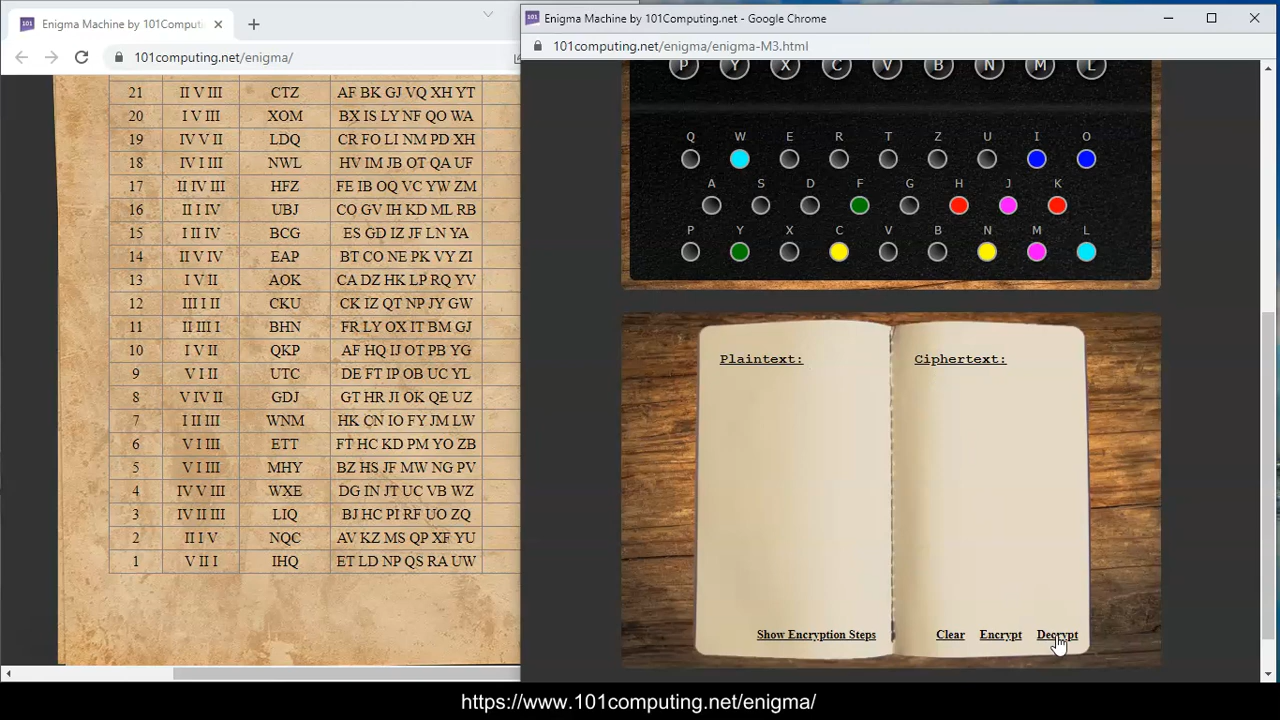 Enigma Machine by 101Comput
101computing.net/enigma/
21 II V III CTZ AF BK GJ VQ XH YT
20 I V III XOM BX IS LY NF QO WA
19 IV V II LDQ CR FO LI NM PD XH
18 IV I III NWL HV IM JB OT QA UF
17 II IV III HFZ FE IB OQ VC YW ZM
16 II I IV UBJ CO GV IH KD ML RB
15 I II IV BCG ES GD IZ JF LN YA
14 II V IV EAP BT CO NE PK VY ZI
13 I V II AOK CA DZ HK LP RQ YV
12 III I II CKU CK IZ QT NP JY GW
11 II III I BHN FR LY OX IT BM GJ
10 I V II QKP AF HQ IJ OT PB YG
9 V I II UTC DE FT IP OB UC YL
8 V IV II GDJ GT HR JI OK QE UZ
7 I II III WNM HK CN IO FY JM LW
6 V I III ETT FT HC KD PM YO ZB
5 V I III MHY BZ HS JF MW NG PV
4 IV V III WXE DG IN JT UC VB WZ
3 IV II III LIQ BJ HC PI RF UO ZQ
2 II I V NQC AV KZ MS QP XF YU
1 V II I IHQ ET LD NP QS RA UW
Enigma Machine by 101Computing.net - Google Chrome
101computing.net/enigma/enigma-M3.html
P Y X C V B N M L
Q W E R T Z U I O
A S D F G H J K
P Y X C V B N M L
Plaintext: Ciphertext:
Show Encryption Steps Clear Encrypt Decrypt
https://www.101computing.net/enigma/